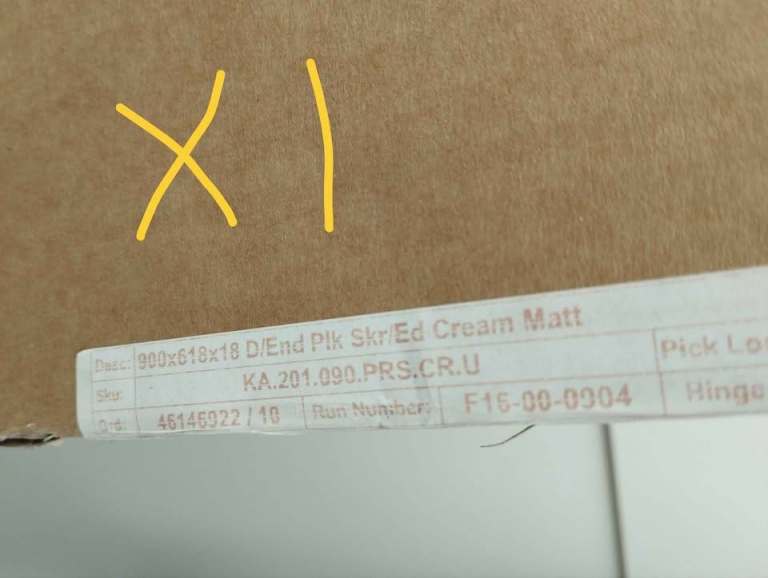 X 1
Desc: 900x618x18 D/End Plk Skr/Ed Cream Matt
Sku: KA.201.090.PRS.CR.U Pick Lo
Ord: 46146922 / 10 Run Number: F16-00-0004 Hinge